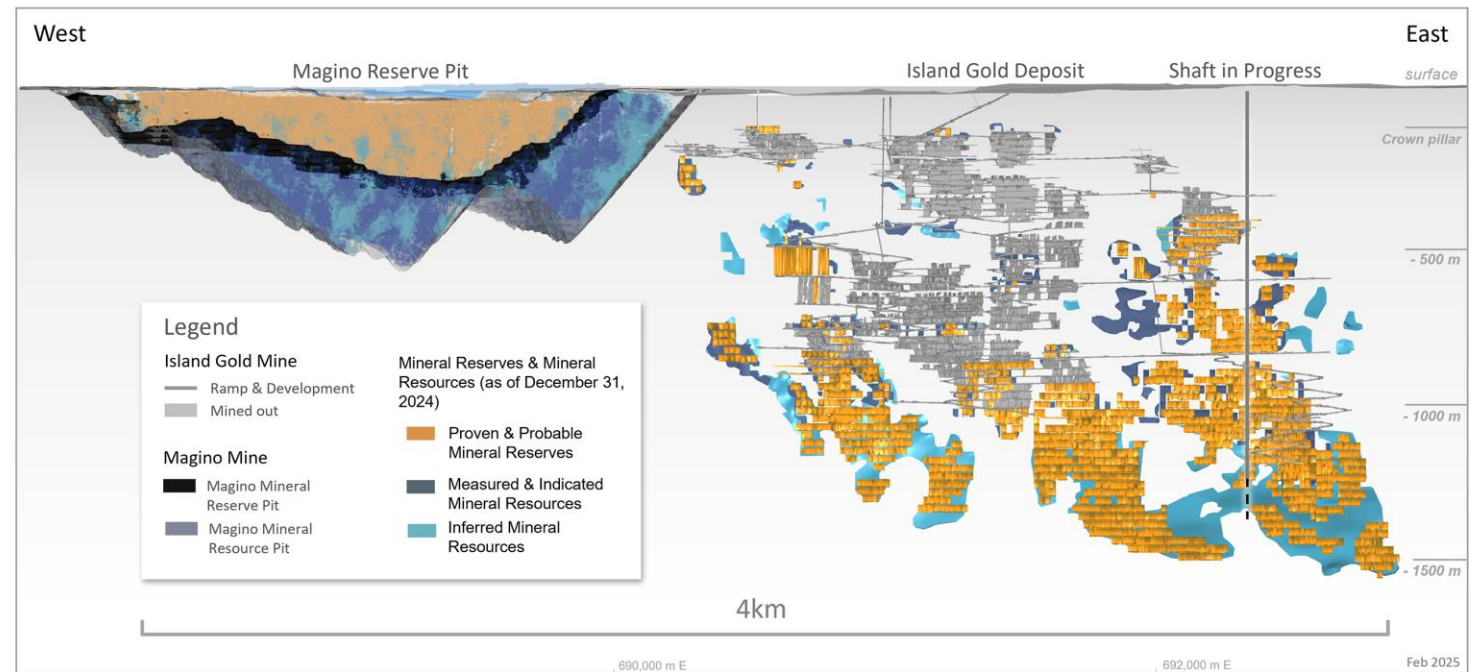 West
East
Magino Reserve Pit
Island Gold Deposit
Shaft in Progress
surface
Crown pillar
- 500 m
- 1000 m
- 1500 m
Legend
Island Gold Mine
Ramp & Development
Mined out
Magino Mine
Magino Mineral
Reserve Pit
Magino Mineral
Resource Pit
Mineral Reserves & Mineral
Resources (as of December 31,
2024)
Proven & Probable
Mineral Reserves
Measured & Indicated
Mineral Resources
Inferred Mineral
Resources
4km
690,000 m E
692,000 m E
Feb 2025